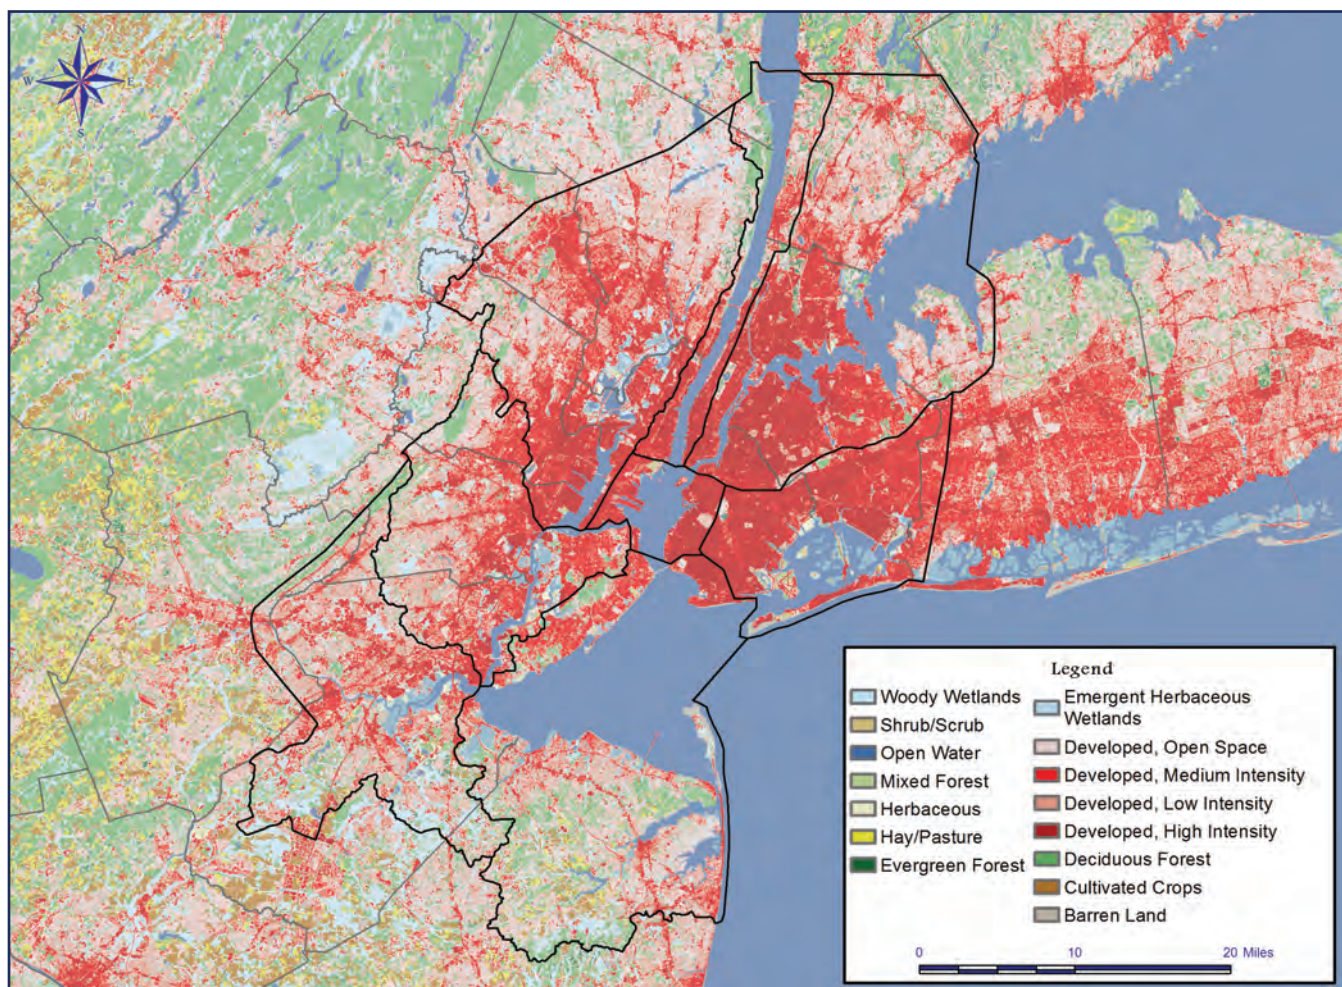 N
W E
S
Legend
Woody Wetlands
Shrub/Scrub
Open Water
Mixed Forest
Herbaceous
Hay/Pasture
Evergreen Forest
Emergent Herbaceous
Wetlands
Developed, Open Space
Developed, Medium Intensity
Developed, Low Intensity
Developed, High Intensity
Deciduous Forest
Cultivated Crops
Barren Land
0 10 20 Miles